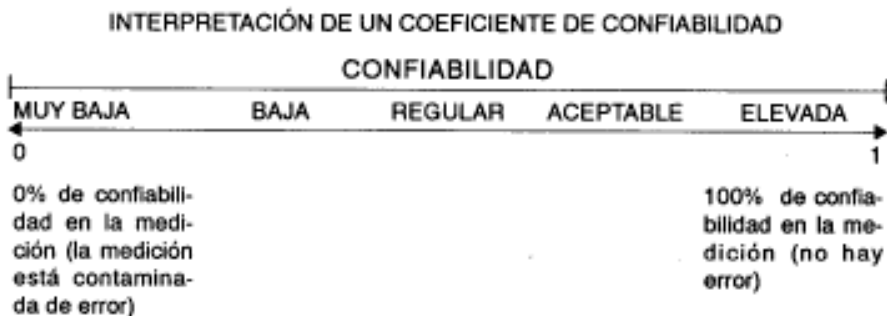 INTERPRETACIÓN DE UN COEFICIENTE DE CONFIABILIDAD
CONFIABILIDAD
MUY BAJA BAJA REGULAR ACEPTABLE ELEVADA
0 1
0% de confiabili-
dad en la medi-
ción (la medición
está contamina-
da de error)
100% de confia-
bilidad en la me-
dición (no hay
error)